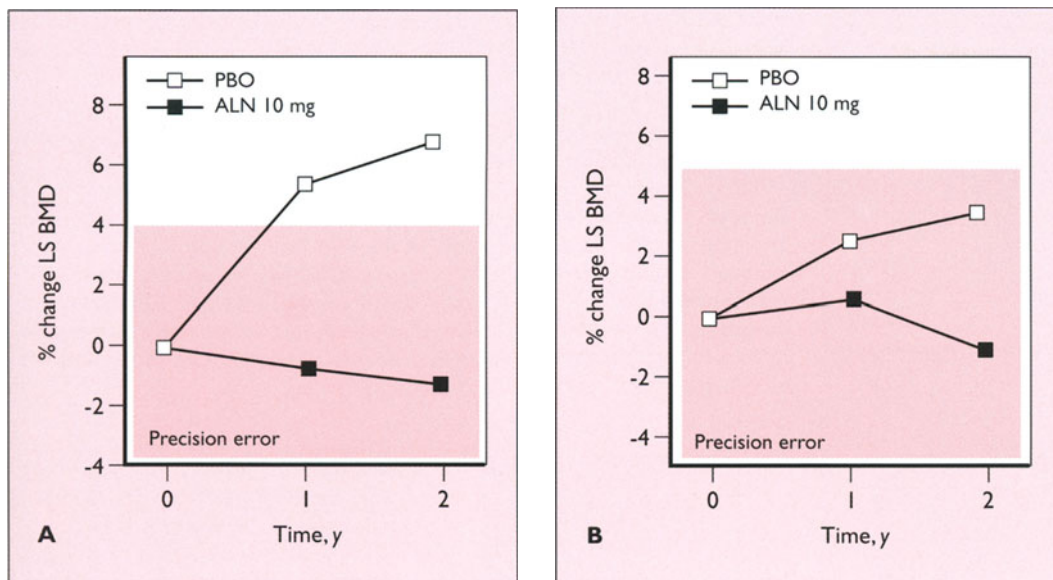 PBO
ALN 10 mg
% change LS BMD
8
6
4
2
0
-2
-4
Precision error
0
1
2
Time, y
A
PBO
ALN 10 mg
% change LS BMD
8
6
4
2
0
-2
-4
Precision error
0
1
2
Time, y
B